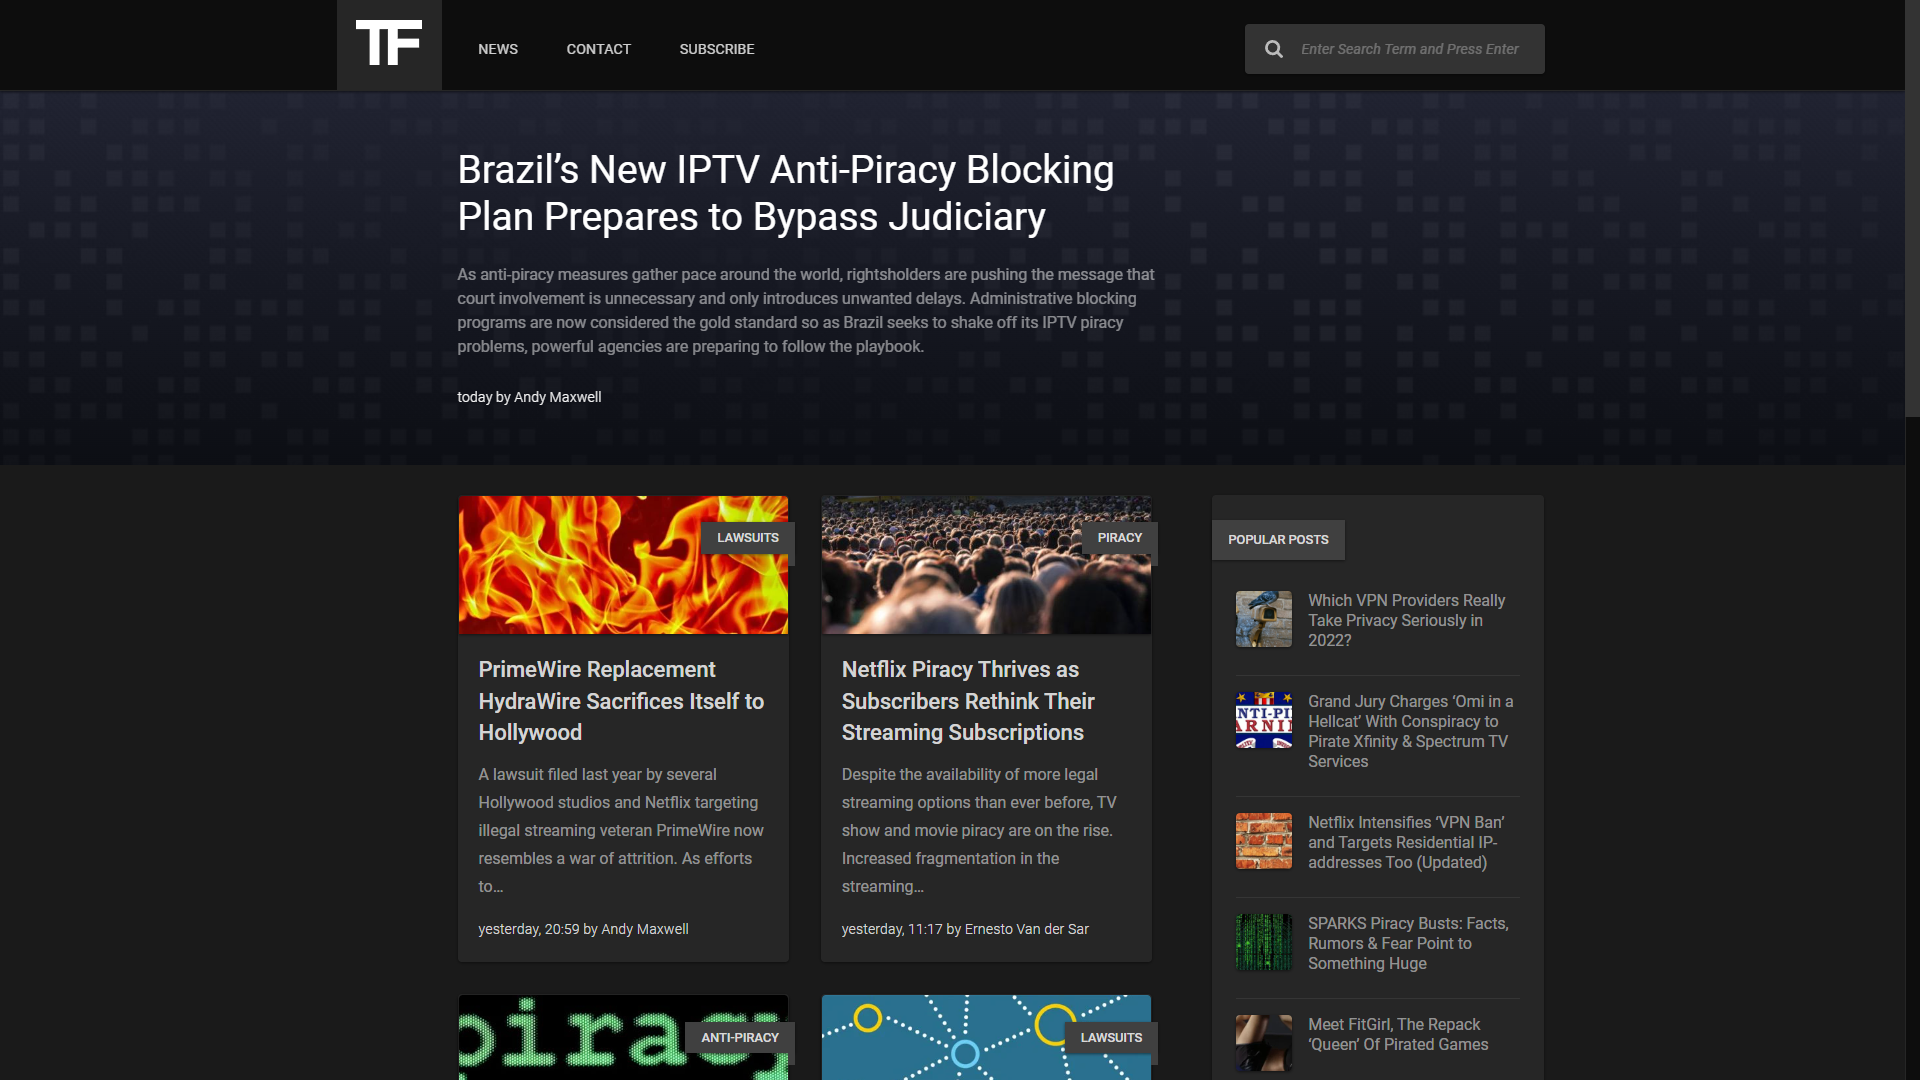 TF
NEWS
CONTACT
SUBSCRIBE
Enter Search Term and Press Enter
Brazil’s New IPTV Anti-Piracy Blocking
Plan Prepares to Bypass Judiciary
As anti-piracy measures gather pace around the world, rightsholders are pushing the message that
court involvement is unnecessary and only introduces unwanted delays. Administrative blocking
programs are now considered the gold standard so as Brazil seeks to shake off its IPTV piracy
problems, powerful agencies are preparing to follow the playbook.
today by Andy Maxwell
LAWSUITS
PrimeWire Replacement
HydraWire Sacrifices Itself to
Hollywood
A lawsuit filed last year by several
Hollywood studios and Netflix targeting
illegal streaming veteran PrimeWire now
resembles a war of attrition. As efforts
to...
yesterday, 20:59 by Andy Maxwell
PIRACY
Netflix Piracy Thrives as
Subscribers Rethink Their
Streaming Subscriptions
Despite the availability of more legal
streaming options than ever before, TV
show and movie piracy are on the rise.
Increased fragmentation in the
streaming...
yesterday, 11:17 by Ernesto Van der Sar
piracy
ANTI-PIRACY
LAWSUITS
POPULAR POSTS
Which VPN Providers Really
Take Privacy Seriously in
2022?
NTI-PI
ARNI
Grand Jury Charges ‘Omi in a
Hellcat’ With Conspiracy to
Pirate Xfinity & Spectrum TV
Services
Netflix Intensifies ‘VPN Ban’
and Targets Residential IP-
addresses Too (Updated)
SPARKS Piracy Busts: Facts,
Rumors & Fear Point to
Something Huge
Meet FitGirl, The Repack
‘Queen’ Of Pirated Games